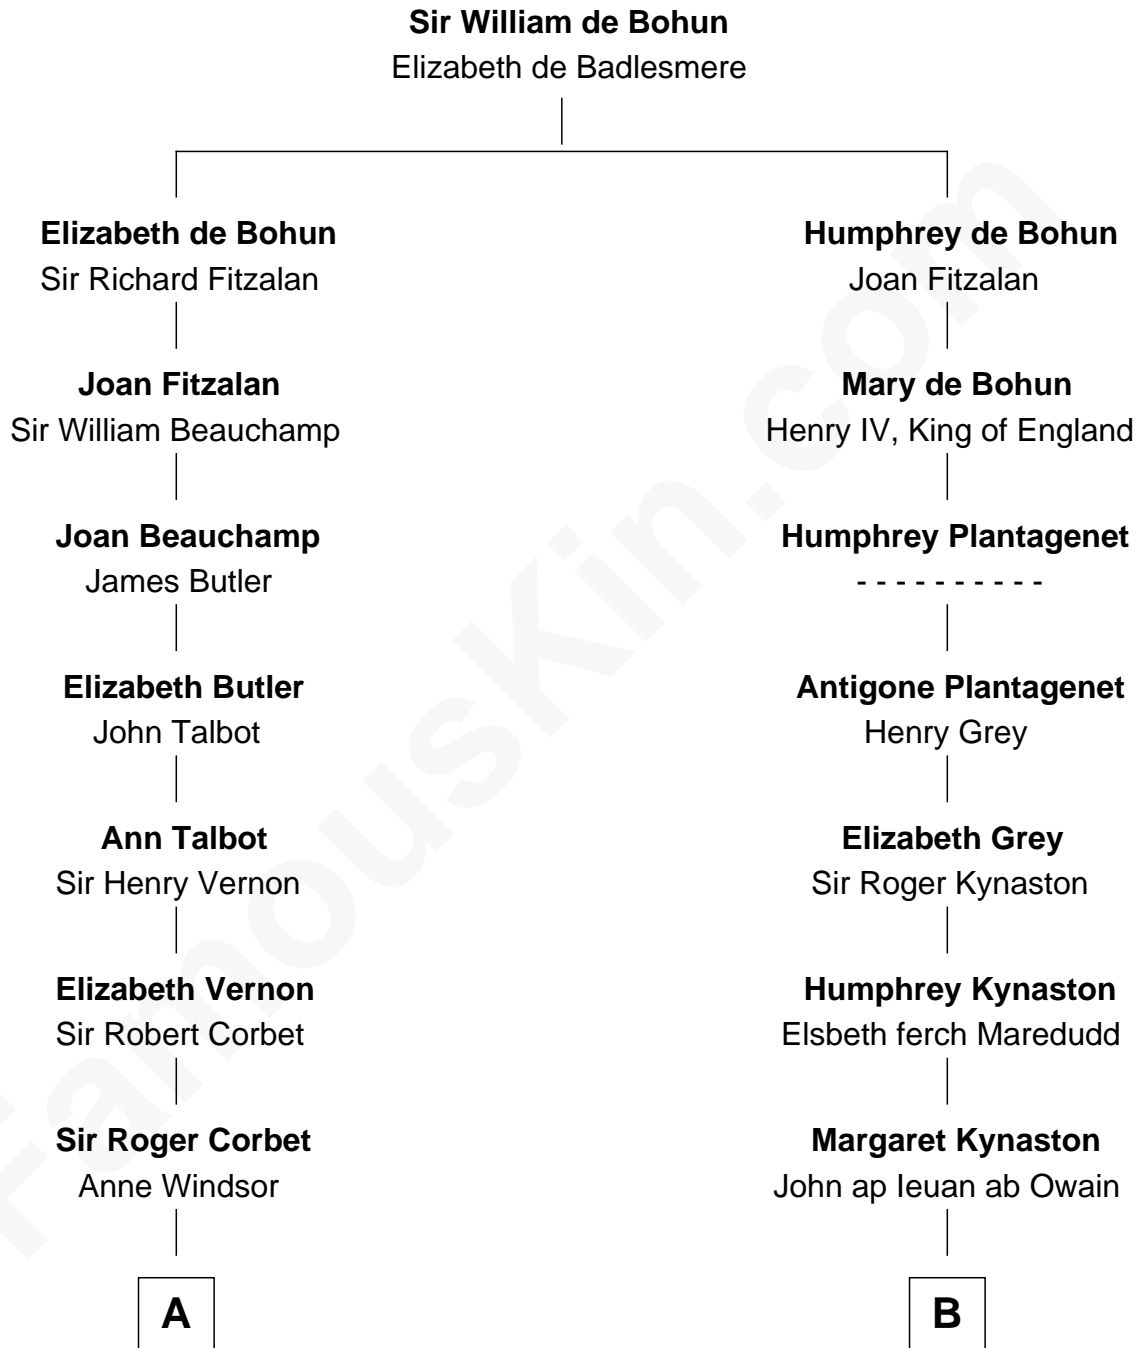 Sir William de Bohun
Elizabeth de Badlesmere
Elizabeth de Bohun
Sir Richard Fitzalan
Humphrey de Bohun
Joan Fitzalan
Joan Fitzalan
Sir William Beauchamp
Mary de Bohun
Henry IV, King of England
Joan Beauchamp
James Butler
Humphrey Plantagenet
- - - - - - - - - -
Elizabeth Butler
John Talbot
Antigone Plantagenet
Henry Grey
Ann Talbot
Sir Henry Vernon
Elizabeth Grey
Sir Roger Kynaston
Elizabeth Vernon
Sir Robert Corbet
Humphrey Kynaston
Elsbeth ferch Maredudd
Sir Roger Corbet
Anne Windsor
Margaret Kynaston
John ap Ieuan ab Owain
A
B
FamousKin.com